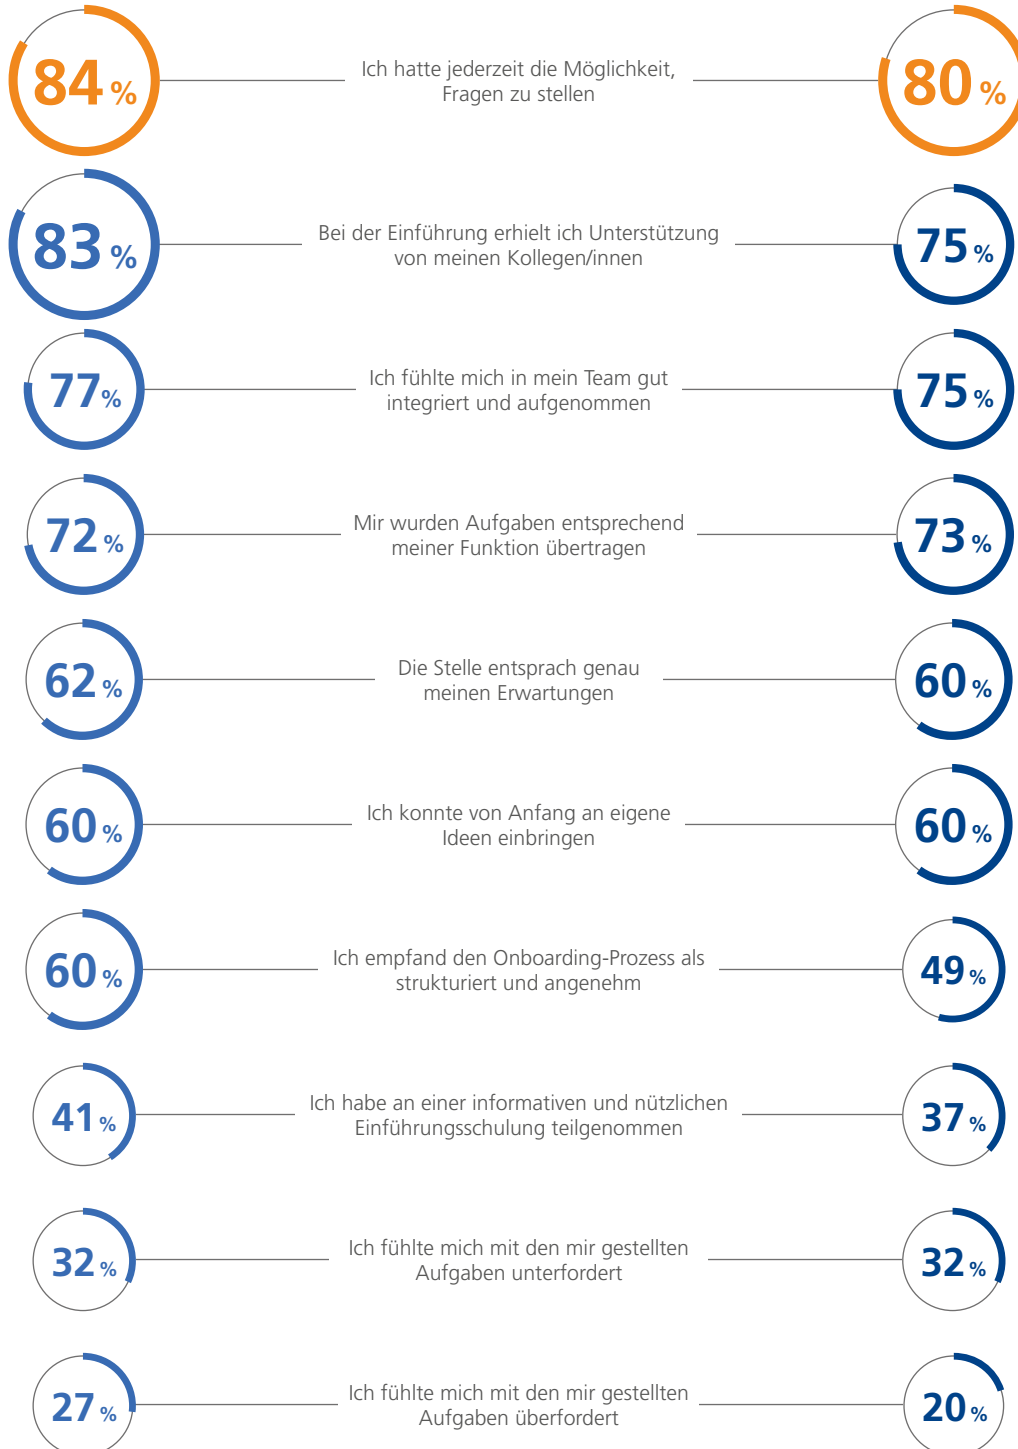 84 %
Ich hatte jederzeit die Möglichkeit,
Fragen zu stellen
80 %
83 %
Bei der Einführung erhielt ich Unterstützung
von meinen Kollegen/innen
75 %
77 %
Ich fühlte mich in mein Team gut
integriert und aufgenommen
75 %
72 %
Mir wurden Aufgaben entsprechend
meiner Funktion übertragen
73 %
62 %
Die Stelle entsprach genau
meinen Erwartungen
60 %
60 %
Ich konnte von Anfang an eigene
Ideen einbringen
60 %
60 %
Ich empfand den Onboarding-Prozess als
strukturiert und angenehm
49 %
41 %
Ich habe an einer informativen und nützlichen
Einführungsschulung teilgenommen
37 %
32 %
Ich fühlte mich mit den mir gestellten
Aufgaben unterfordert
32 %
27 %
Ich fühlte mich mit den mir gestellten
Aufgaben überfordert
20 %